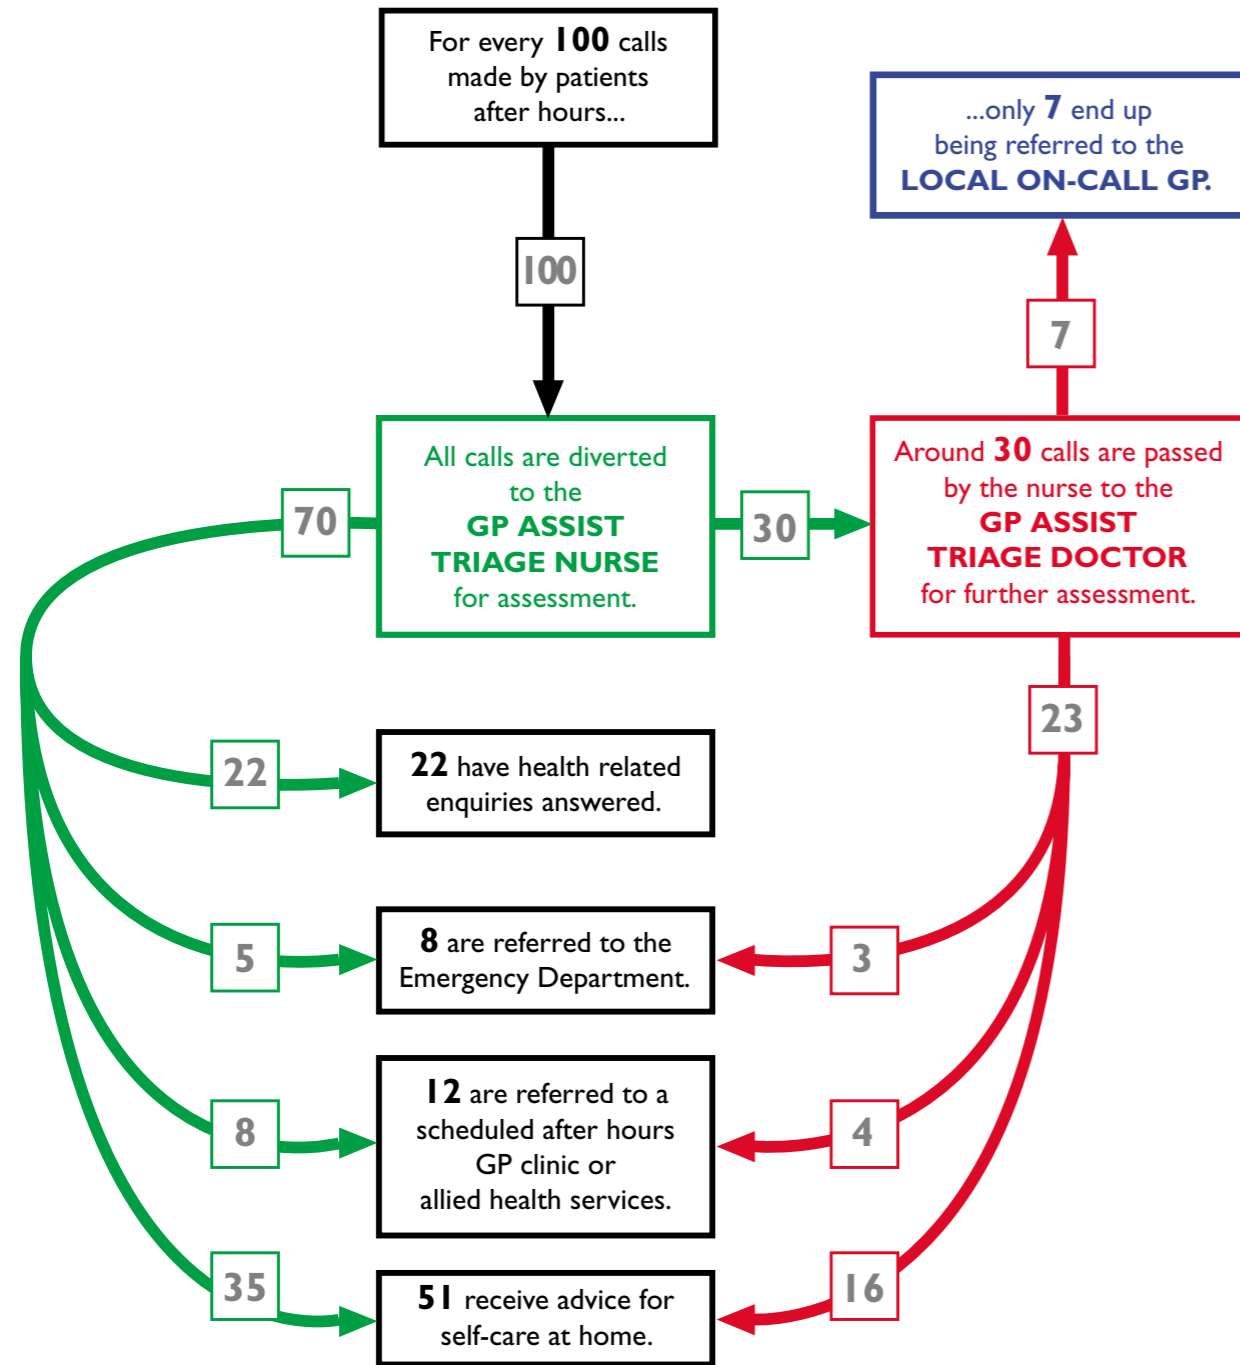 For every 100 calls
made by patients
after hours...
...only 7 end up
being referred to the
LOCAL ON-CALL GP.
100
7
All calls are diverted
to the
GP ASSIST
TRIAGE NURSE
for assessment.
70
30
Around 30 calls are passed
by the nurse to the
GP ASSIST
TRIAGE DOCTOR
for further assessment.
23
22
22 have health related
enquiries answered.
5
8 are referred to the
Emergency Department.
3
8
12 are referred to a
scheduled after hours
GP clinic or
allied health services.
4
35
51 receive advice for
self-care at home.
16